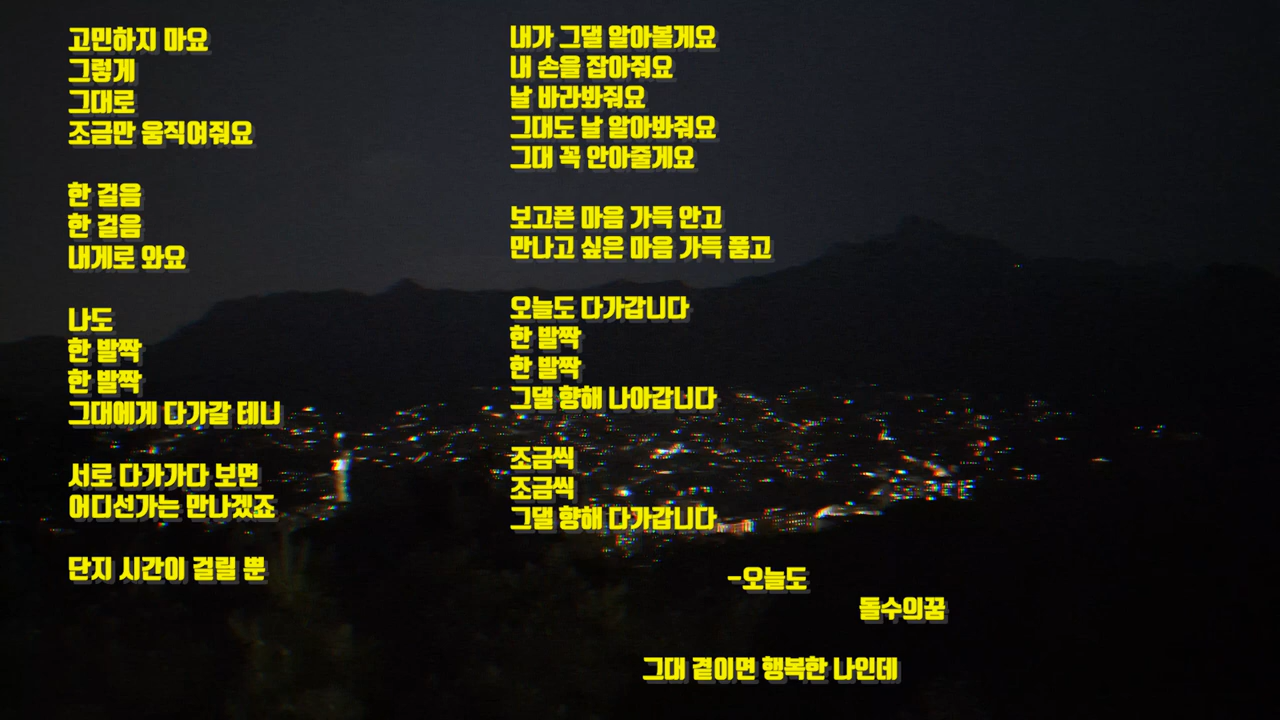 고민하지 마요
그렇게
그대로
조금만 움직여줘요
한 걸음
한 걸음
내게로 와요
나도
한 발짝
한 발짝
그대에게 다가갈 테니
서로 다가가다 보면
어디선가는 만나겠죠
단지 시간이 걸릴 뿐
내가 그댈 알아볼게요
내 손을 잡아줘요
날 바라봐줘요
그대도 날 알아봐줘요
그대 꼭 안아줄게요
보고픈 마음 가득 안고
만나고 싶은 마음 가득 품고
오늘도 다가갑니다
한 발짝
한 발짝
그댈 향해 나아갑니다
조금씩
조금씩
그댈 향해 다가갑니다
-오늘도
돌수의꿈
그대 곁이면 행복한 나인데